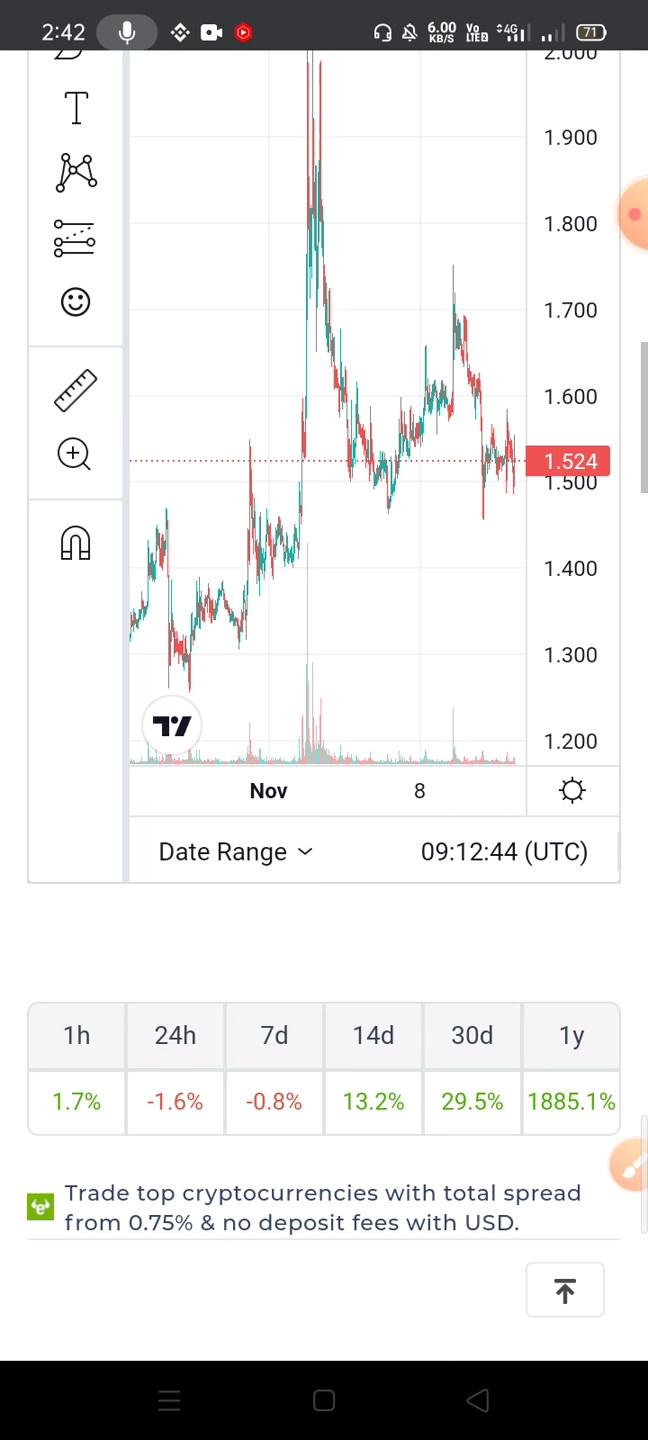 2:42
6.00
KB/S
Vo
LTE2
4G
71
2.000
T
1.900
1.800
1.700
1.600
1.524
1.500
1.400
1.300
1.200
Nov 8
Date Range 09:12:44 (UTC)
1h 24h 7d 14d 30d 1y
1.7% -1.6% -0.8% 13.2% 29.5% 1885.1%
e
Trade top cryptocurrencies with total spread
from 0.75% & no deposit fees with USD.